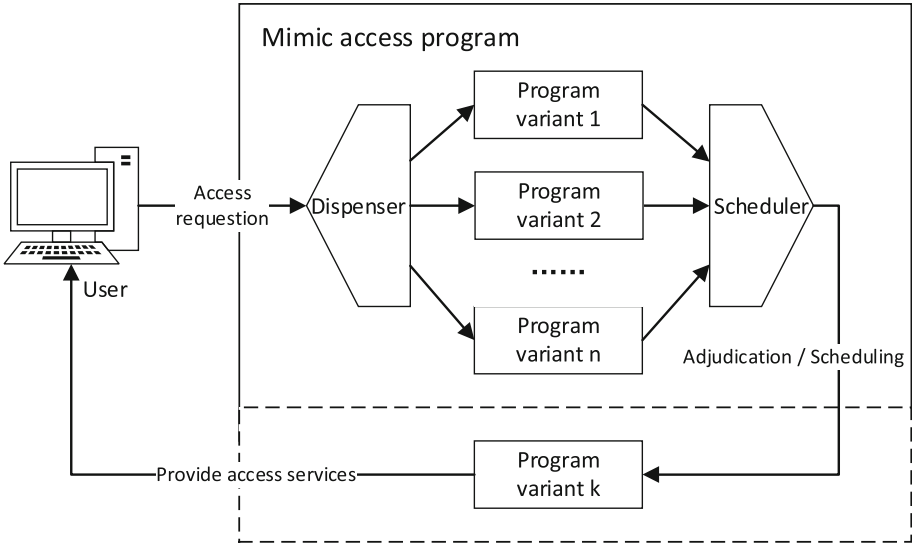 Mimic access program
Program
variant 1
Access
requestion
Dispenser
Program
variant 2
Scheduler
......
User
Program
variant n
Adjudication / Scheduling
Provide access services
Program
variant k